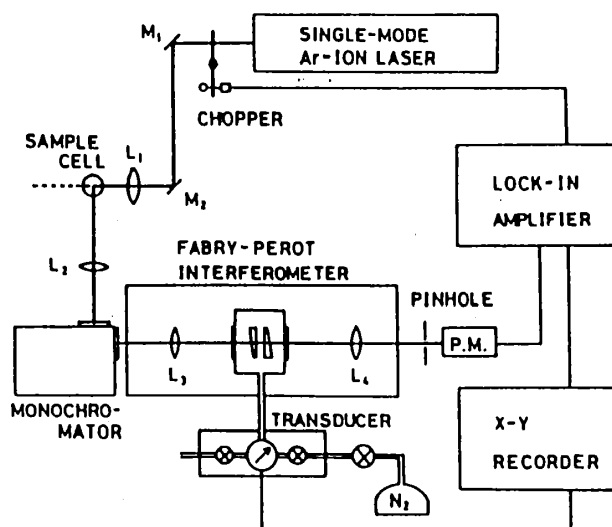 M₁
SINGLE-MODE
Ar-ION LASER
CHOPPER
SAMPLE
CELL
L₁
M₂
LOCK-IN
AMPLIFIER
L₂
FABRY-PEROT
INTERFEROMETER
PINHOLE
P.M.
L₃
L₄
MONOCHRO-
MATOR
TRANSDUCER
X-Y
RECORDER
N₂